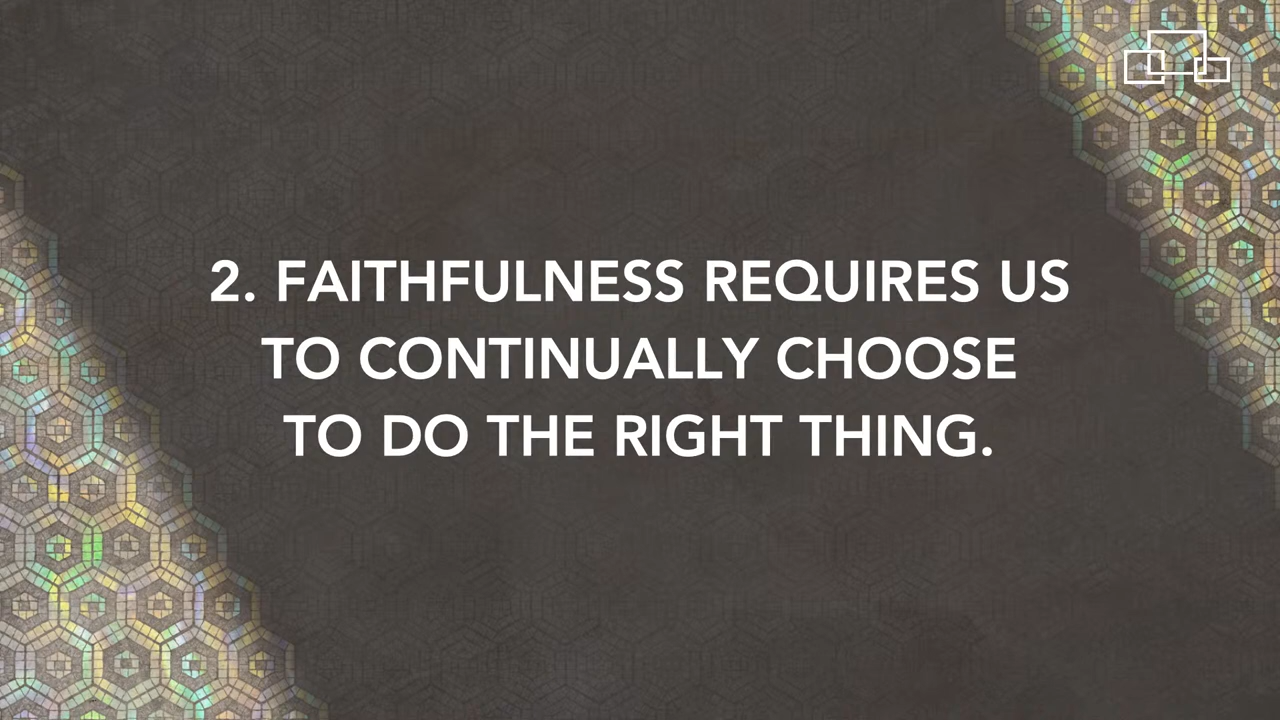 2. FAITHFULNESS REQUIRES US
TO CONTINUALLY CHOOSE
TO DO THE RIGHT THING.